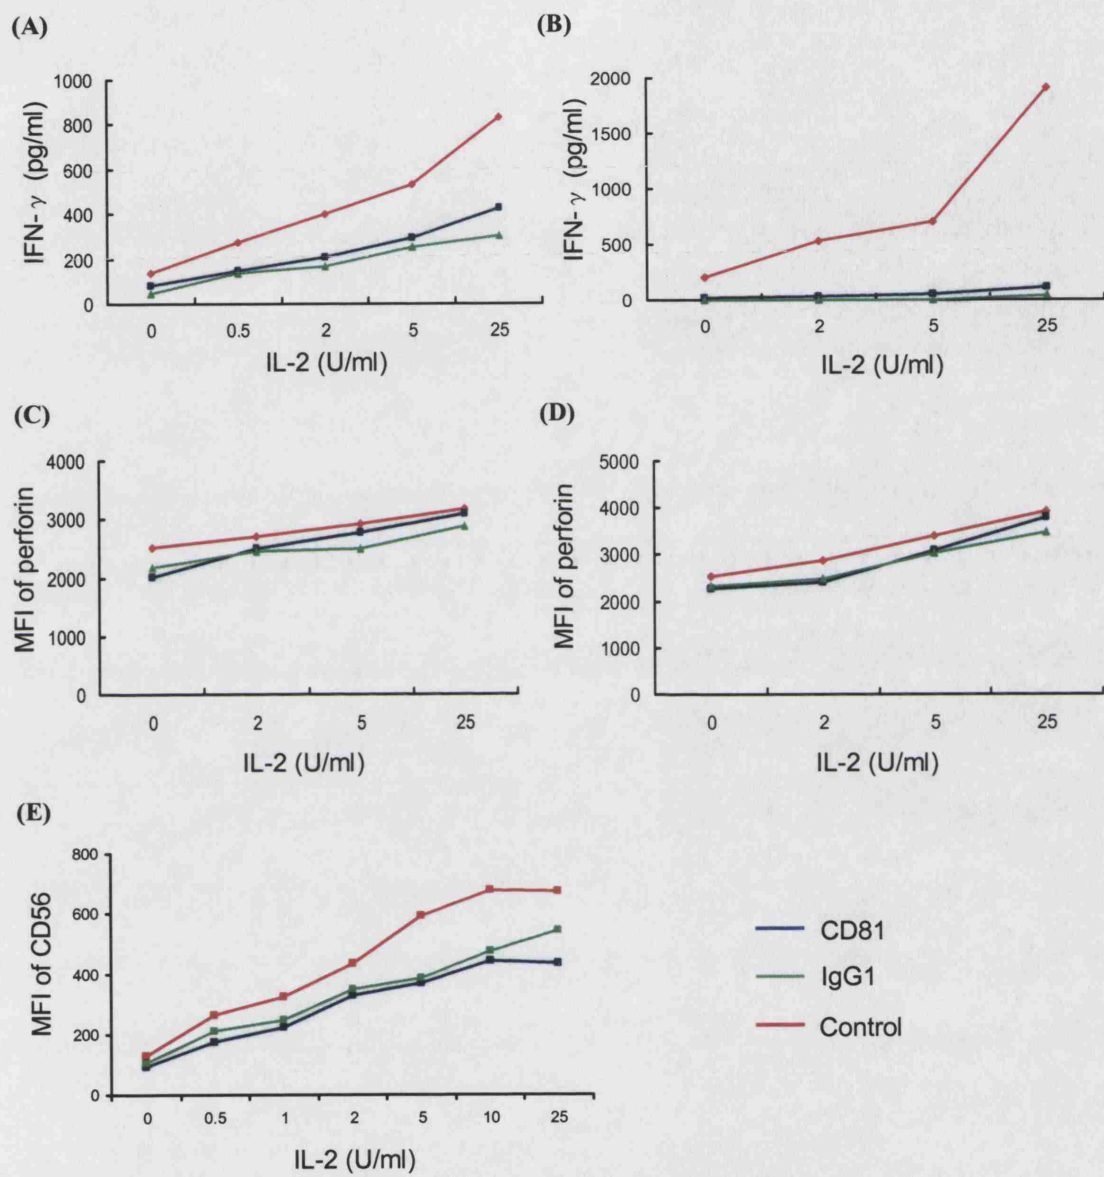 (A)
1000
800
600
400
200
0
IFN- γ (pg/ml)
0 0.5 2 5 25
IL-2 (U/ml)
(B)
2000
1500
1000
500
0
IFN- γ (pg/ml)
0 2 5 25
IL-2 (U/ml)
(C)
4000
3000
2000
1000
0
MFI of perforin
0 2 5 25
IL-2 (U/ml)
(D)
5000
4000
3000
2000
1000
0
MFI of perforin
0 2 5 25
IL-2 (U/ml)
(E)
800
600
400
200
0
MFI of CD56
0 0.5 1 2 5 10 25
IL-2 (U/ml)
CD81
IgG1
Control